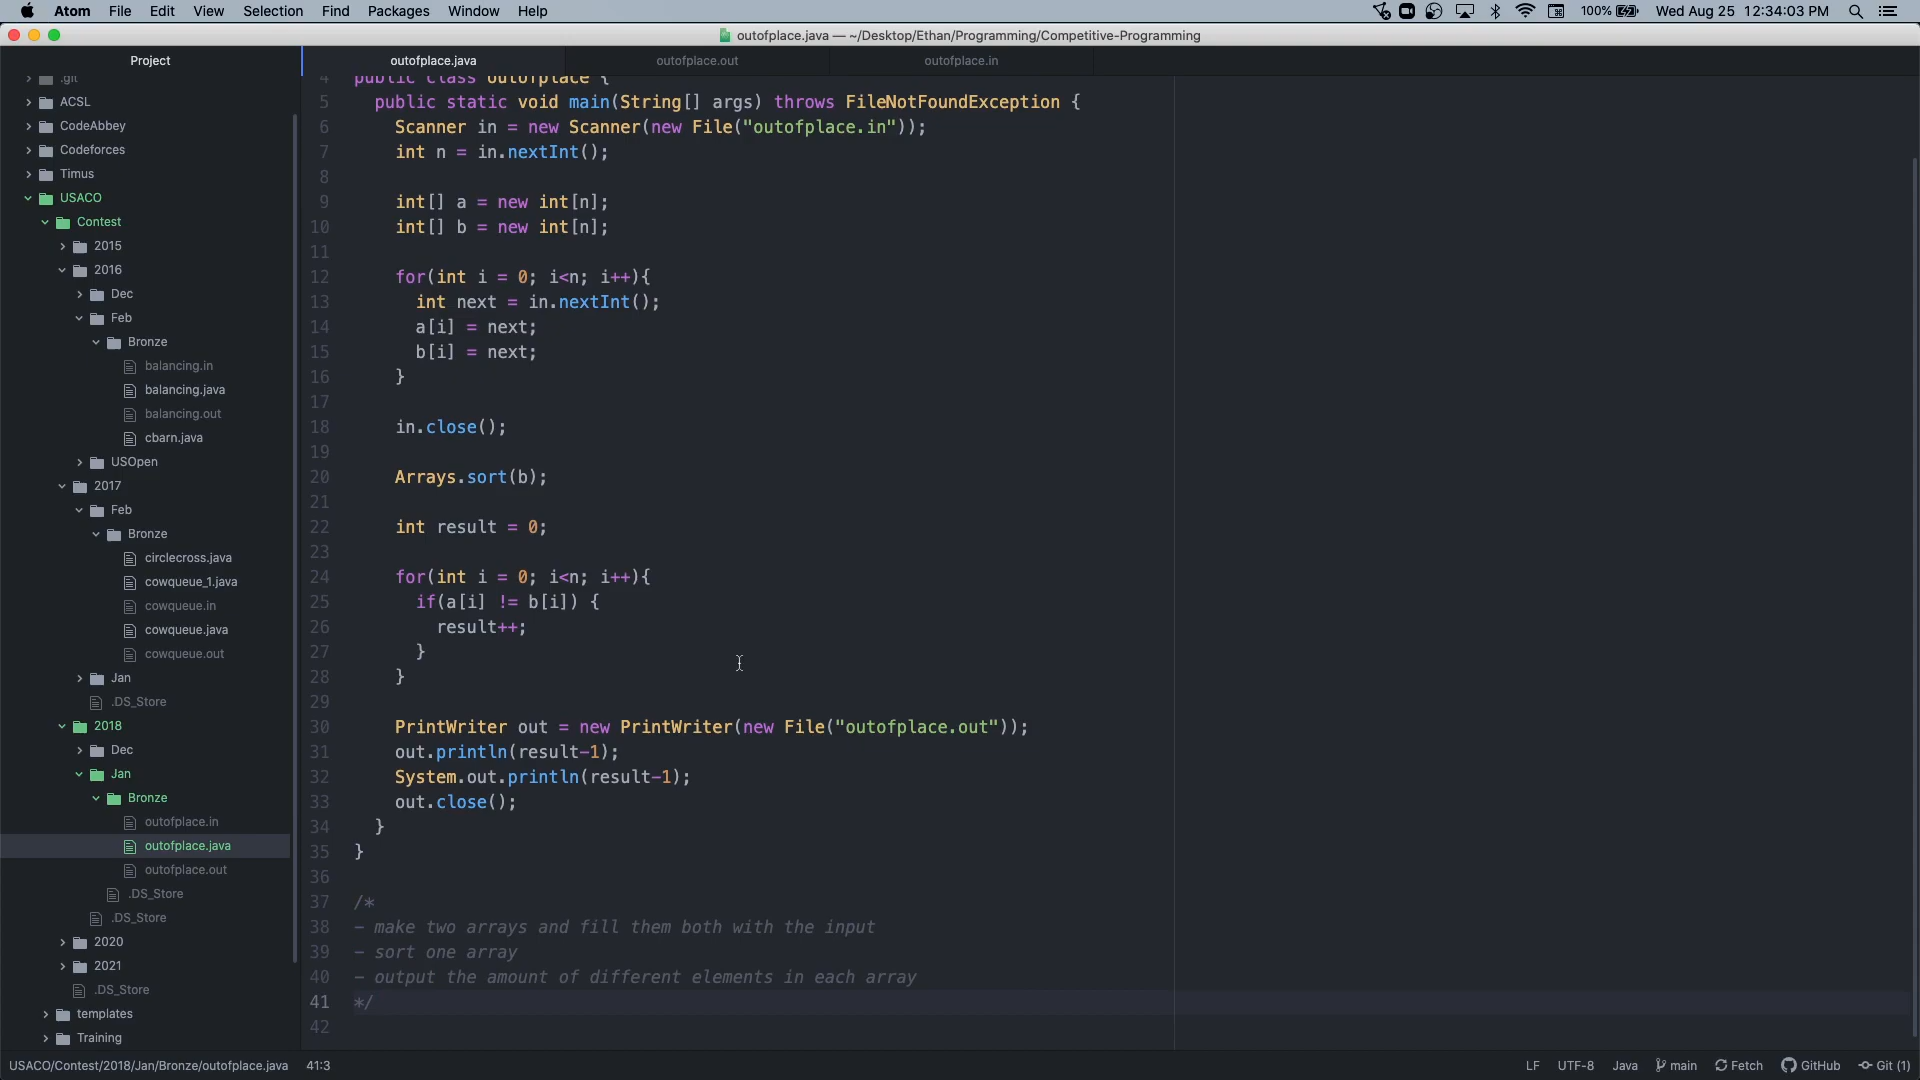 Atom File Edit View Selection Find Packages Window Help 100% Wed Aug 25 12:34:03 PM
outofplace.java — ~/Desktop/Ethan/Programming/Competitive-Programming
Project
outofplace.java outofplace.out outofplace.in
.git
ACSL
CodeAbbey
Codeforces
Timus
USACO
Contest
2015
2016
Dec
Feb
Bronze
balancing.in
balancing.java
balancing.out
cbarn.java
USOpen
2017
Feb
Bronze
circlecross.java
cowqueue_1.java
cowqueue.in
cowqueue.java
cowqueue.out
Jan
.DS_Store
2018
Dec
Jan
Bronze
outofplace.in
outofplace.java
outofplace.out
.DS_Store
.DS_Store
2020
2021
.DS_Store
templates
Training
4 public class outofplace {
5 public static void main(String[] args) throws FileNotFoundException {
6 Scanner in = new Scanner(new File("outofplace.in"));
7 int n = in.nextInt();
8
9 int[] a = new int[n];
10 int[] b = new int[n];
11
12 for(int i = 0; i<n; i++){
13 int next = in.nextInt();
14 a[i] = next;
15 b[i] = next;
16 }
17
18 in.close();
19
20 Arrays.sort(b);
21
22 int result = 0;
23
24 for(int i = 0; i<n; i++){
25 if(a[i] != b[i]) {
26 result++;
27 }
28 }
29
30 PrintWriter out = new PrintWriter(new File("outofplace.out"));
31 out.println(result-1);
32 System.out.println(result-1);
33 out.close();
34 }
35 }
36
37 /*
38 - make two arrays and fill them both with the input
39 - sort one array
40 - output the amount of different elements in each array
41 */
42
USACO/Contest/2018/Jan/Bronze/outofplace.java 41:3 LF UTF-8 Java main Fetch GitHub Git (1)